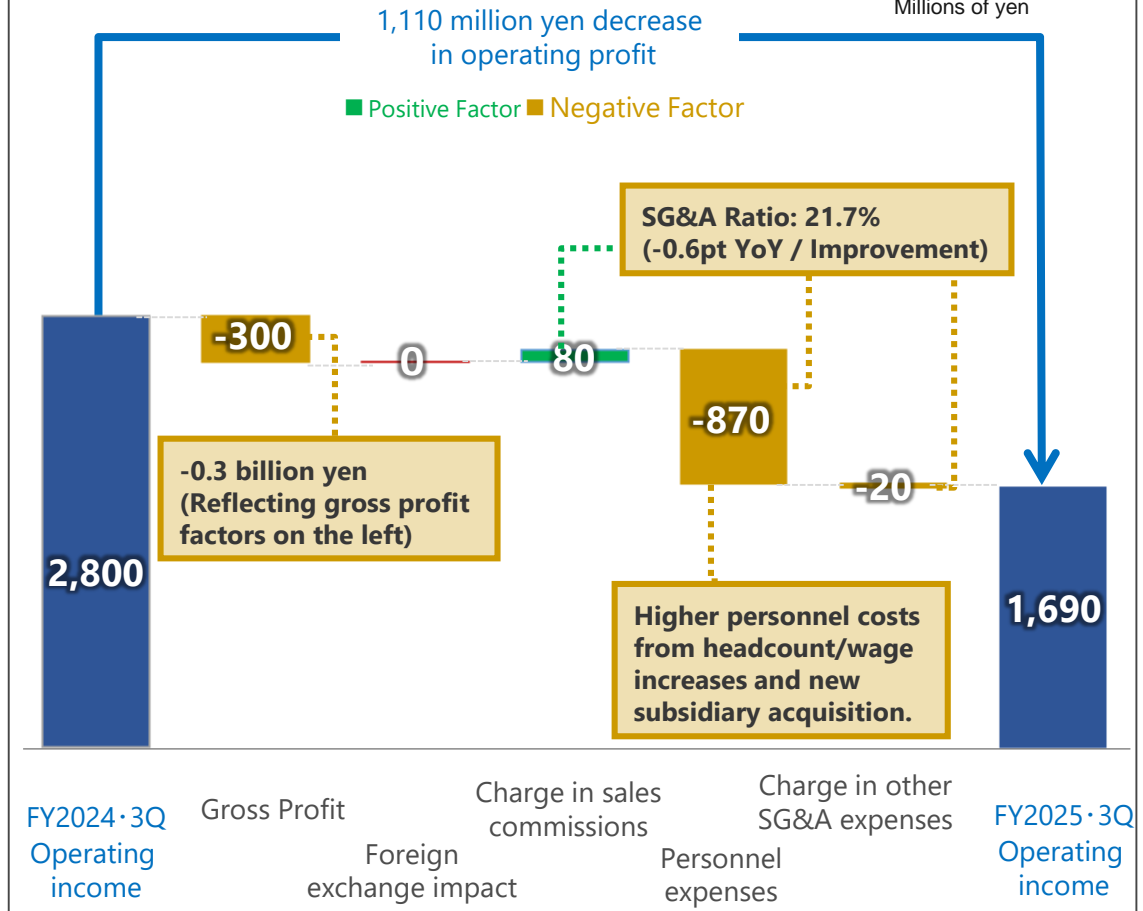 Millions of yen
1,110 million yen decrease
in operating profit
Positive Factor
Negative Factor
SG&A Ratio: 21.7%
(-0.6pt YoY / Improvement)
-300
0
80
-870
-20
-0.3 billion yen
(Reflecting gross profit
factors on the left)
2,800
1,690
Higher personnel costs
from headcount/wage
increases and new
subsidiary acquisition.
FY2024・3Q
Operating
income
Gross Profit
Foreign
exchange impact
Charge in sales
commissions
Personnel
expenses
Charge in other
SG&A expenses
FY2025・3Q
Operating
income